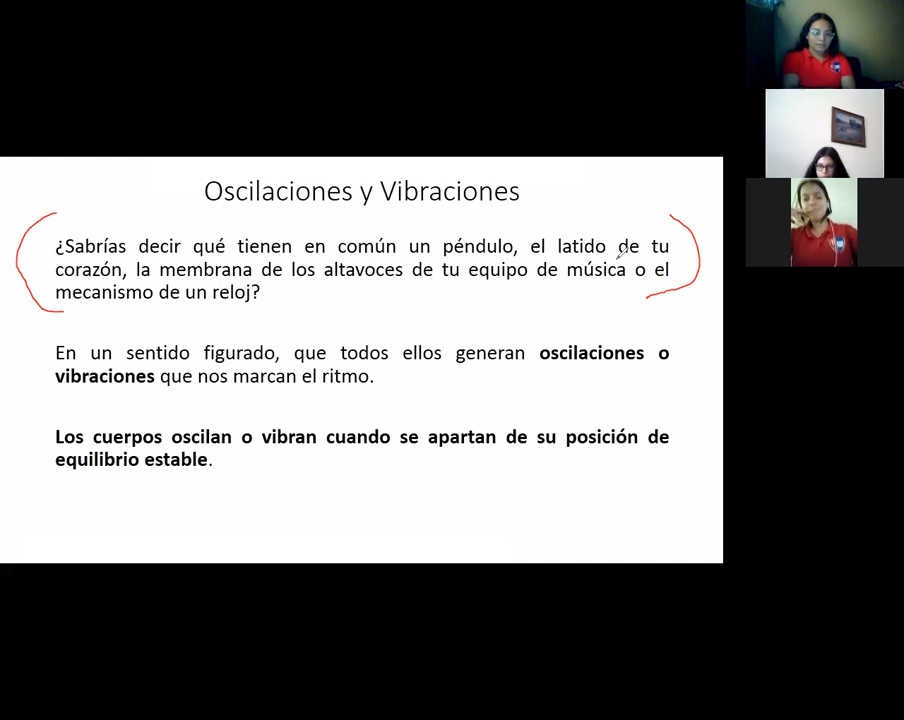 Oscilaciones y Vibraciones
¿Sabrías decir qué tienen en común un péndulo, el latido de tu
corazón, la membrana de los altavoces de tu equipo de música o el
mecanismo de un reloj?
En un sentido figurado, que todos ellos generan oscilaciones o
vibraciones que nos marcan el ritmo.
Los cuerpos oscilan o vibran cuando se apartan de su posición de
equilibrio estable.